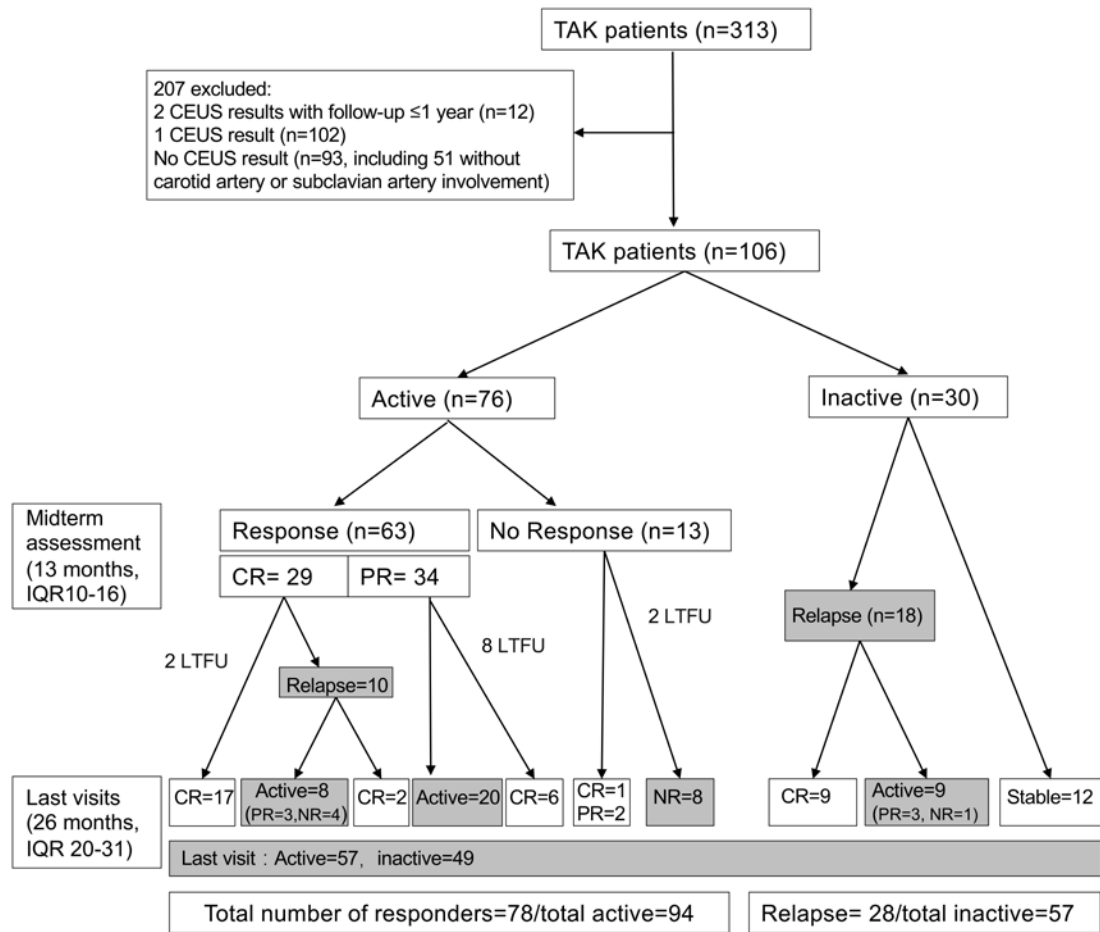 TAK patients (n=313)
207 excluded:
2 CEUS results with follow-up ≤1 year (n=12)
1 CEUS result (n=102)
No CEUS result (n=93, including 51 without
carotid artery or subclavian artery involvement)
TAK patients (n=106)
Active (n=76)
Inactive (n=30)
Midterm
assessment
(13 months,
IQR10-16)
Response (n=63)
No Response (n=13)
CR= 29
PR= 34
Relapse (n=18)
2 LTFU
8 LTFU
2 LTFU
Relapse=10
Last visits
(26 months,
IQR 20-31)
CR=17
Active=8
(PR=3,NR=4)
CR=2
Active=20
CR=6
CR=1
PR=2
NR=8
CR=9
Active=9
(PR=3, NR=1)
Stable=12
Last visit : Active=57, inactive=49
Total number of responders=78/total active=94
Relapse= 28/total inactive=57